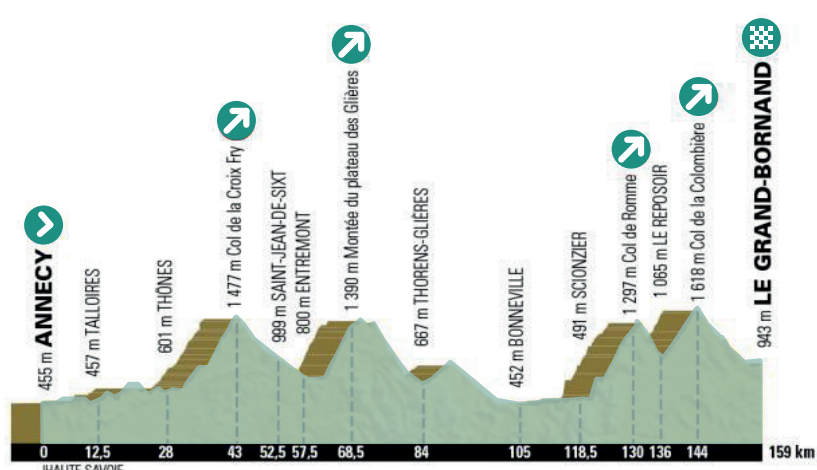 455 m ANNECY
457 m TALLOIRES
601 m THÔNES
1 477 m Col de la Croix Fry
999 m SAINT-JEAN-DE-SIXT
800 m ENTREMONT
1 390 m Montée du plateau des Glières
667 m THORENS-GLIÈRES
452 m BONNEVILLE
491 m SCIONZIER
1 297 m Col de Romme
1 065 m LE REPOSOIR
1 618 m Col de la Colombière
943 m LE GRAND-BORNAND
0 12,5 28 43 52,5 57,5 68,5 84 105 118,5 130 136 144 159 km
HAUTE-SAVOIE